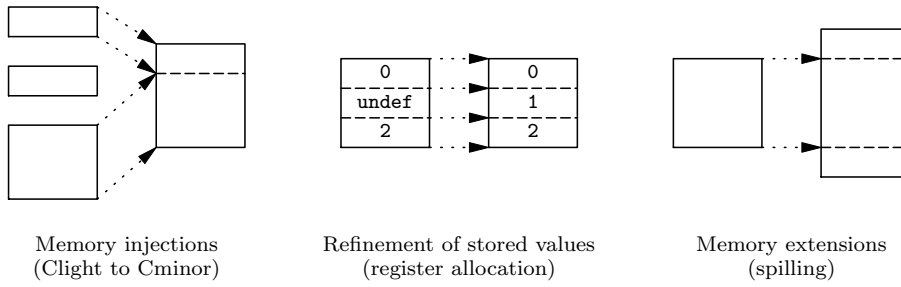 0
undef
2
0
1
2
Memory injections
(Clight to Cminor)
Refinement of stored values
(register allocation)
Memory extensions
(spilling)